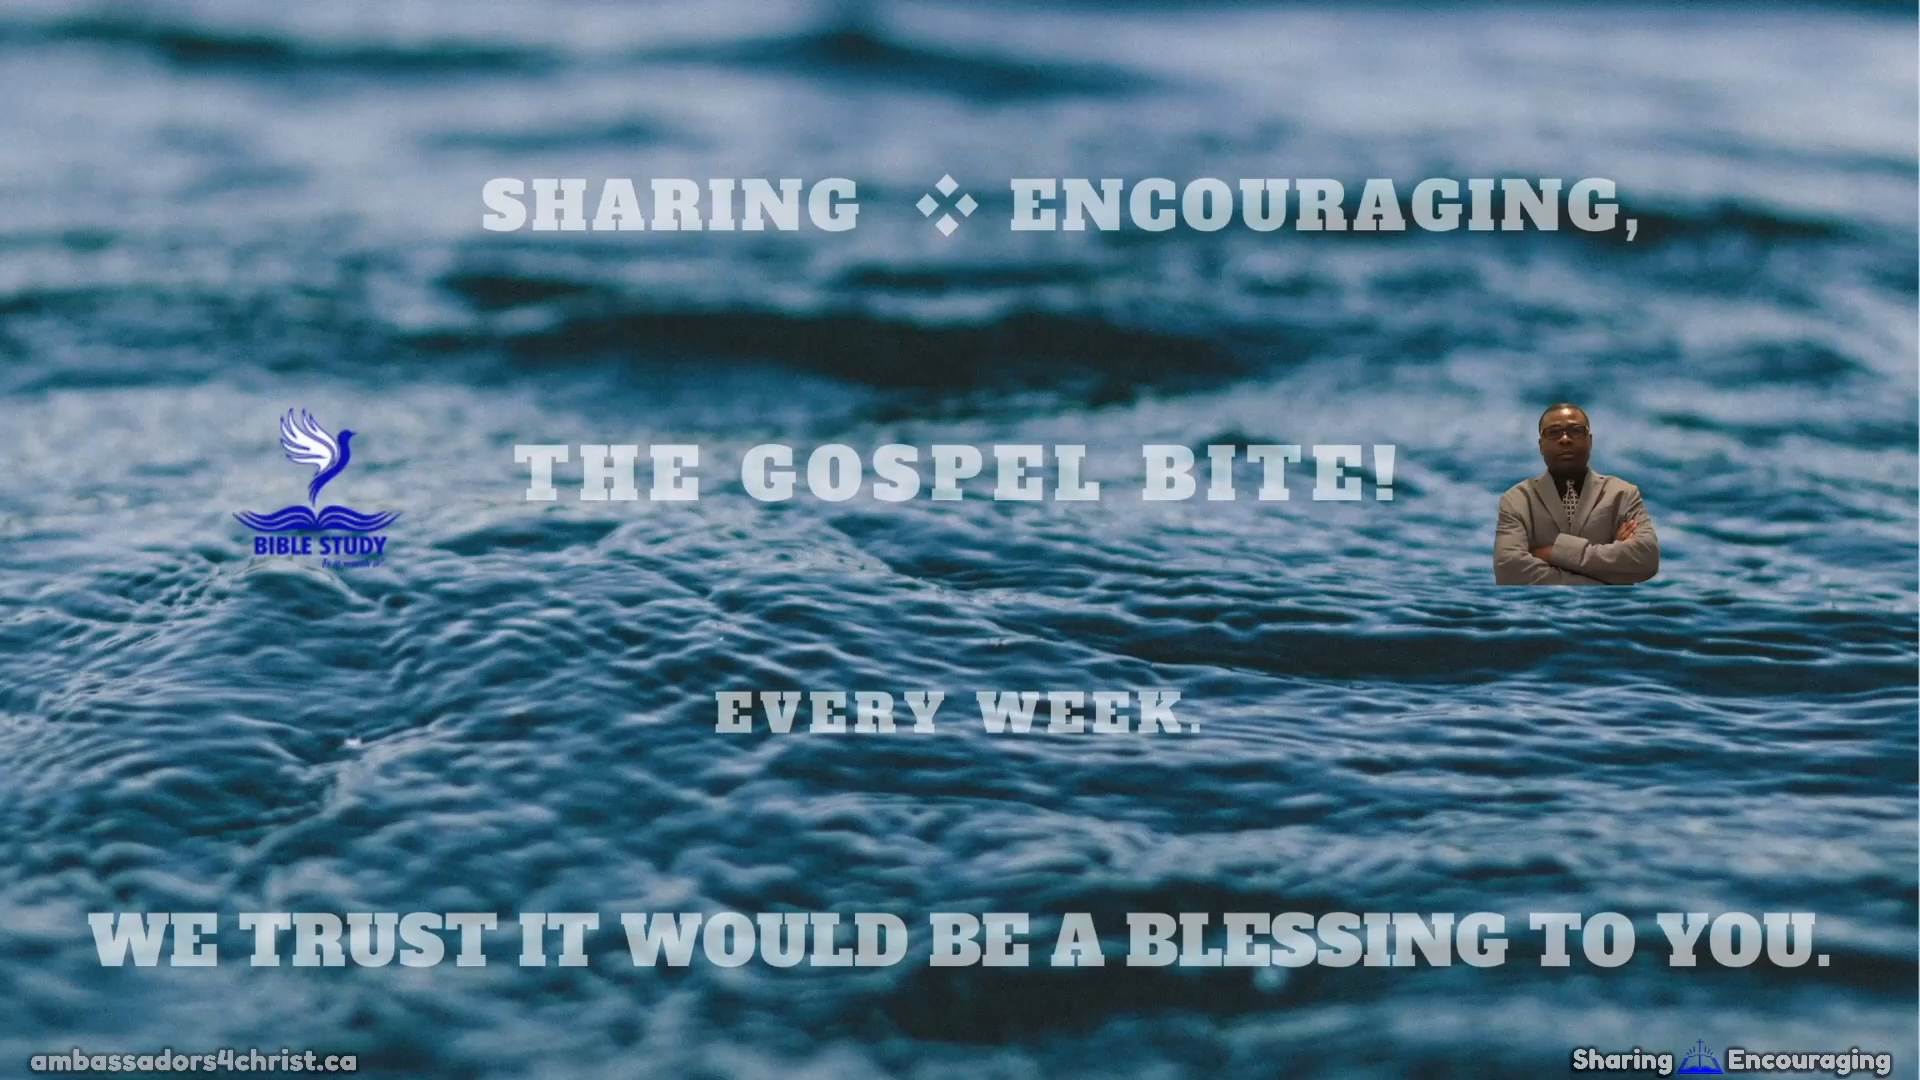 SHARING ❖ ENCOURAGING,
THE GOSPEL BITE!
BIBLE STUDY
EVERY WEEK.
WE TRUST IT WOULD BE A BLESSING TO YOU.
ambassadors4christ.ca
Sharing Encouraging